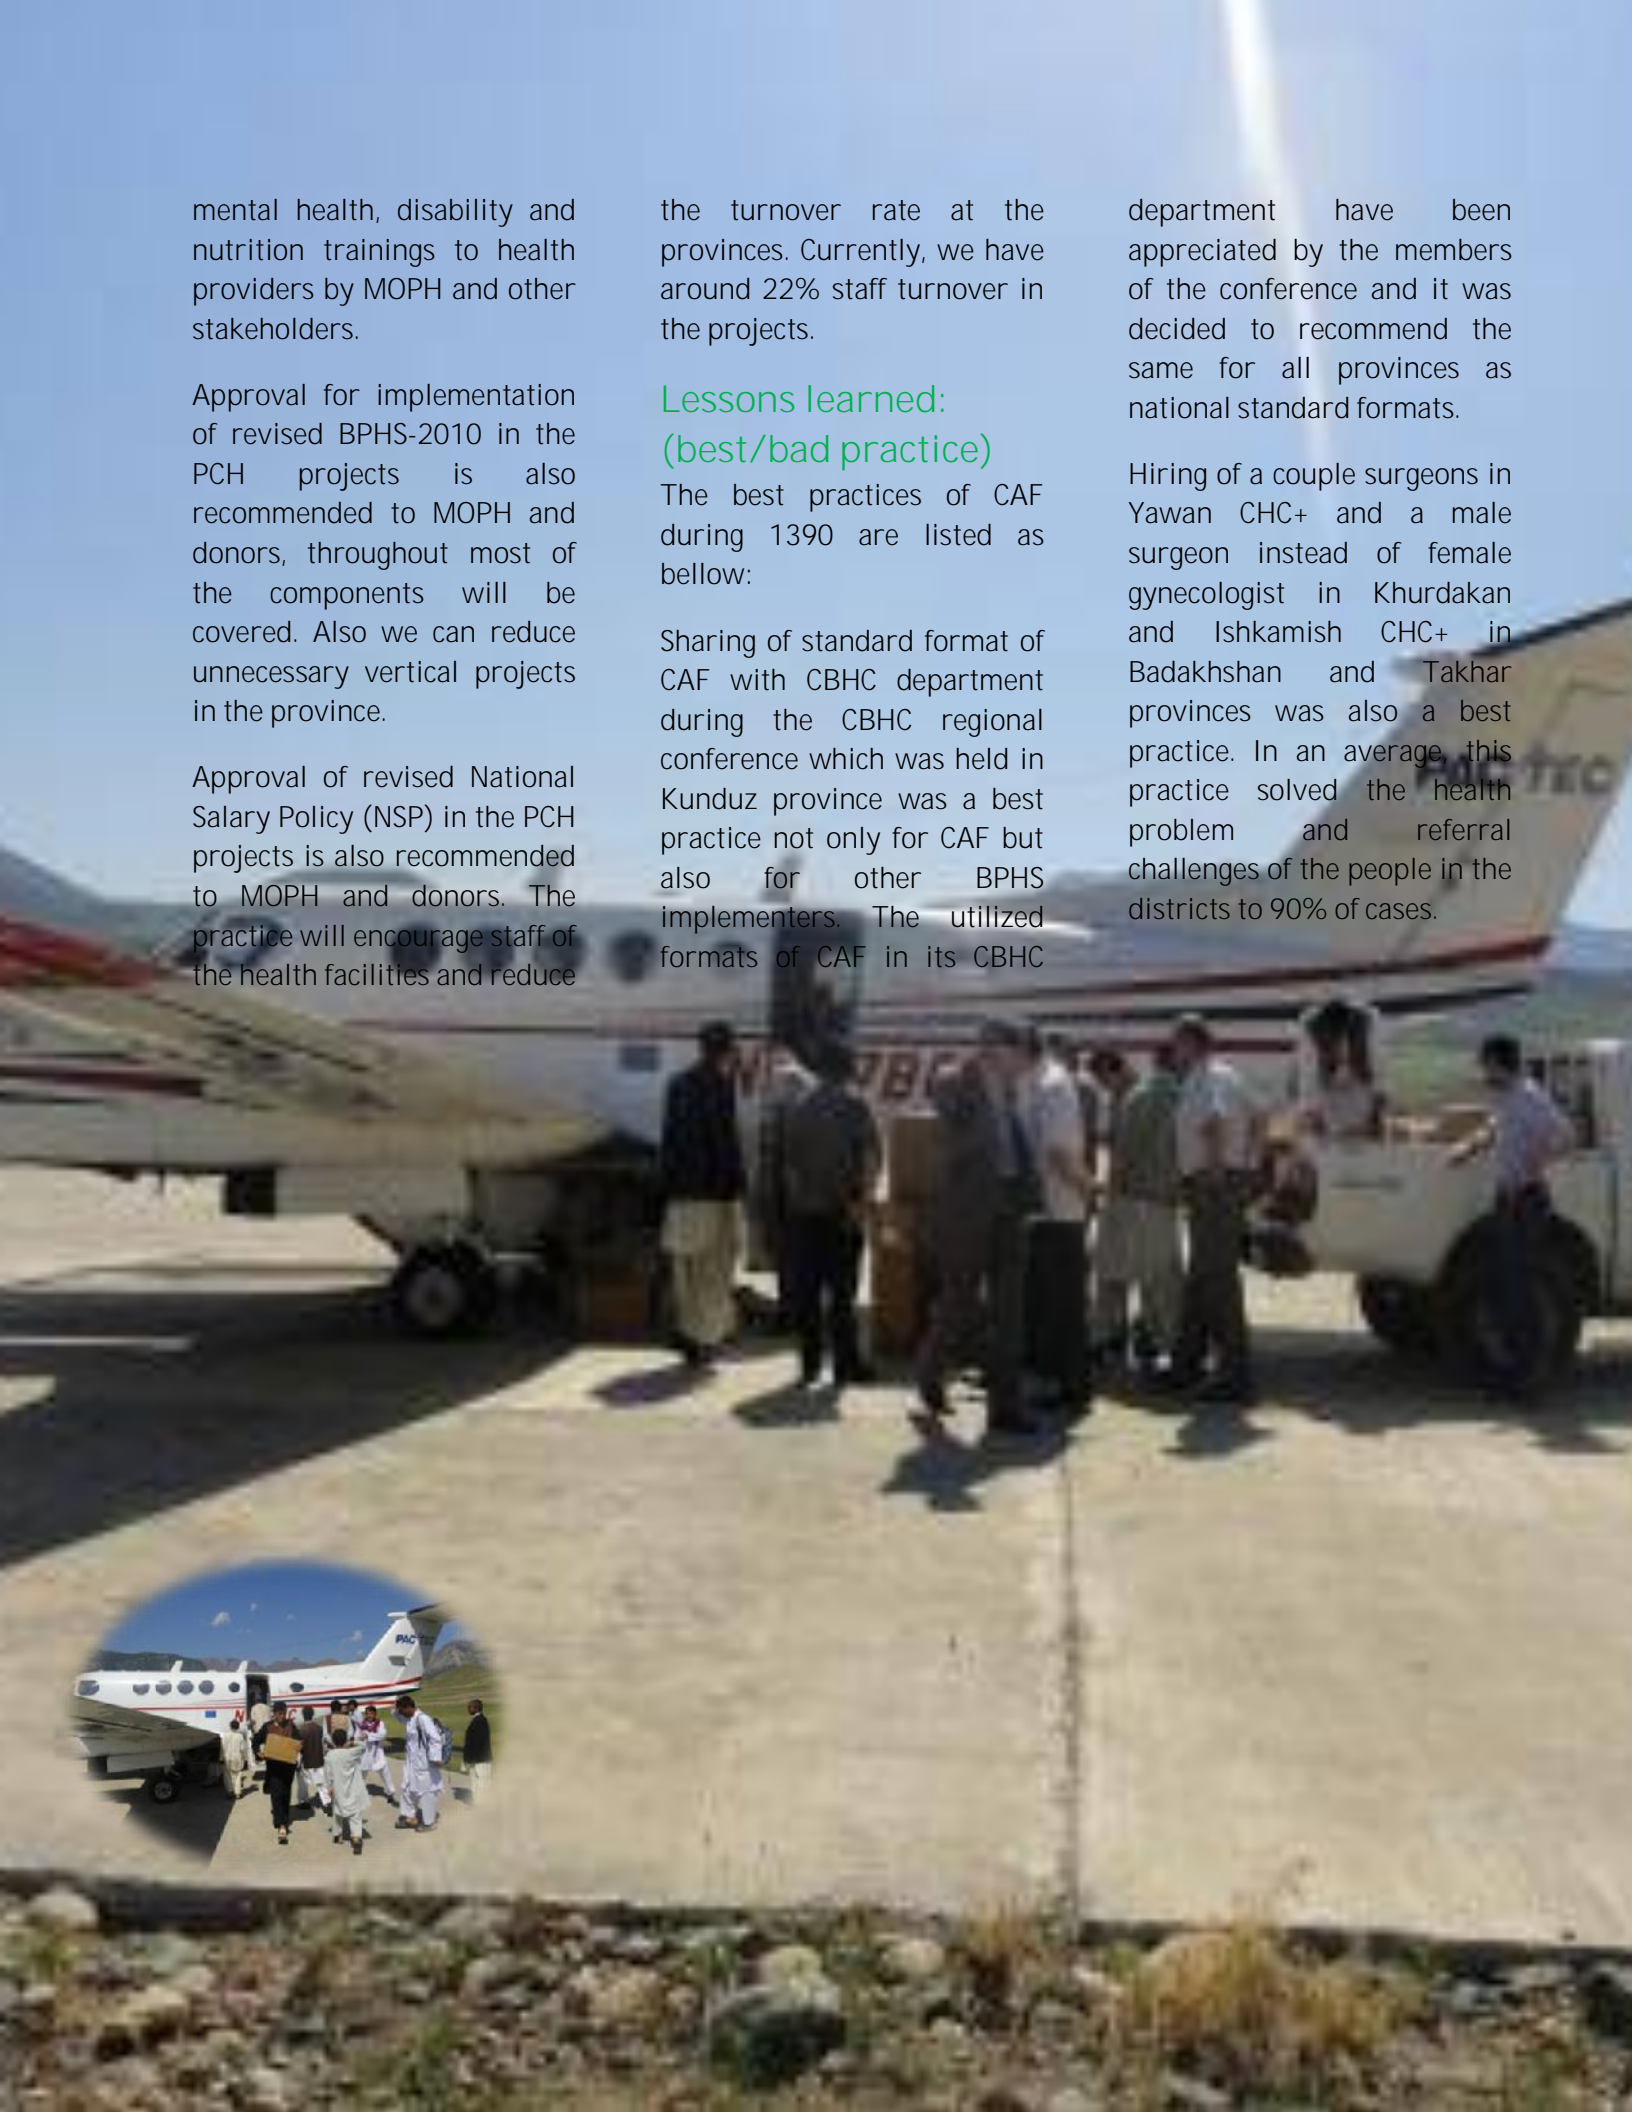 mental health, disability and
nutrition trainings to health
providers by MOPH and other
stakeholders.
Approval for implementation
of revised BPHS-2010 in the
PCH projects is also
recommended to MOPH and
donors, throughout most of
the components will be
covered. Also we can reduce
unnecessary vertical projects
in the province.
Approval of revised National
Salary Policy (NSP) in the PCH
projects is also recommended
to MOPH and donors. The
practice will encourage staff of
the health facilities and reduce
the turnover rate at the
provinces. Currently, we have
around 22% staff turnover in
the projects.
Lessons learned:
(best/bad practice)
The best practices of CAF
during 1390 are listed as
bellow:
Sharing of standard format of
CAF with CBHC department
during the CBHC regional
conference which was held in
Kunduz province was a best
practice not only for CAF but
also for other BPHS
implementers. The utilized
formats of CAF in its CBHC
department have been
appreciated by the members
of the conference and it was
decided to recommend the
same for all provinces as
national standard formats.
Hiring of a couple surgeons in
Yawan CHC+ and a male
surgeon instead of female
gynecologist in Khurdakan
and Ishkamish CHC+ in
Badakhshan and Takhar
provinces was also a best
practice. In an average, this
practice solved the health
problem and referral
challenges of the people in the
districts to 90% of cases.